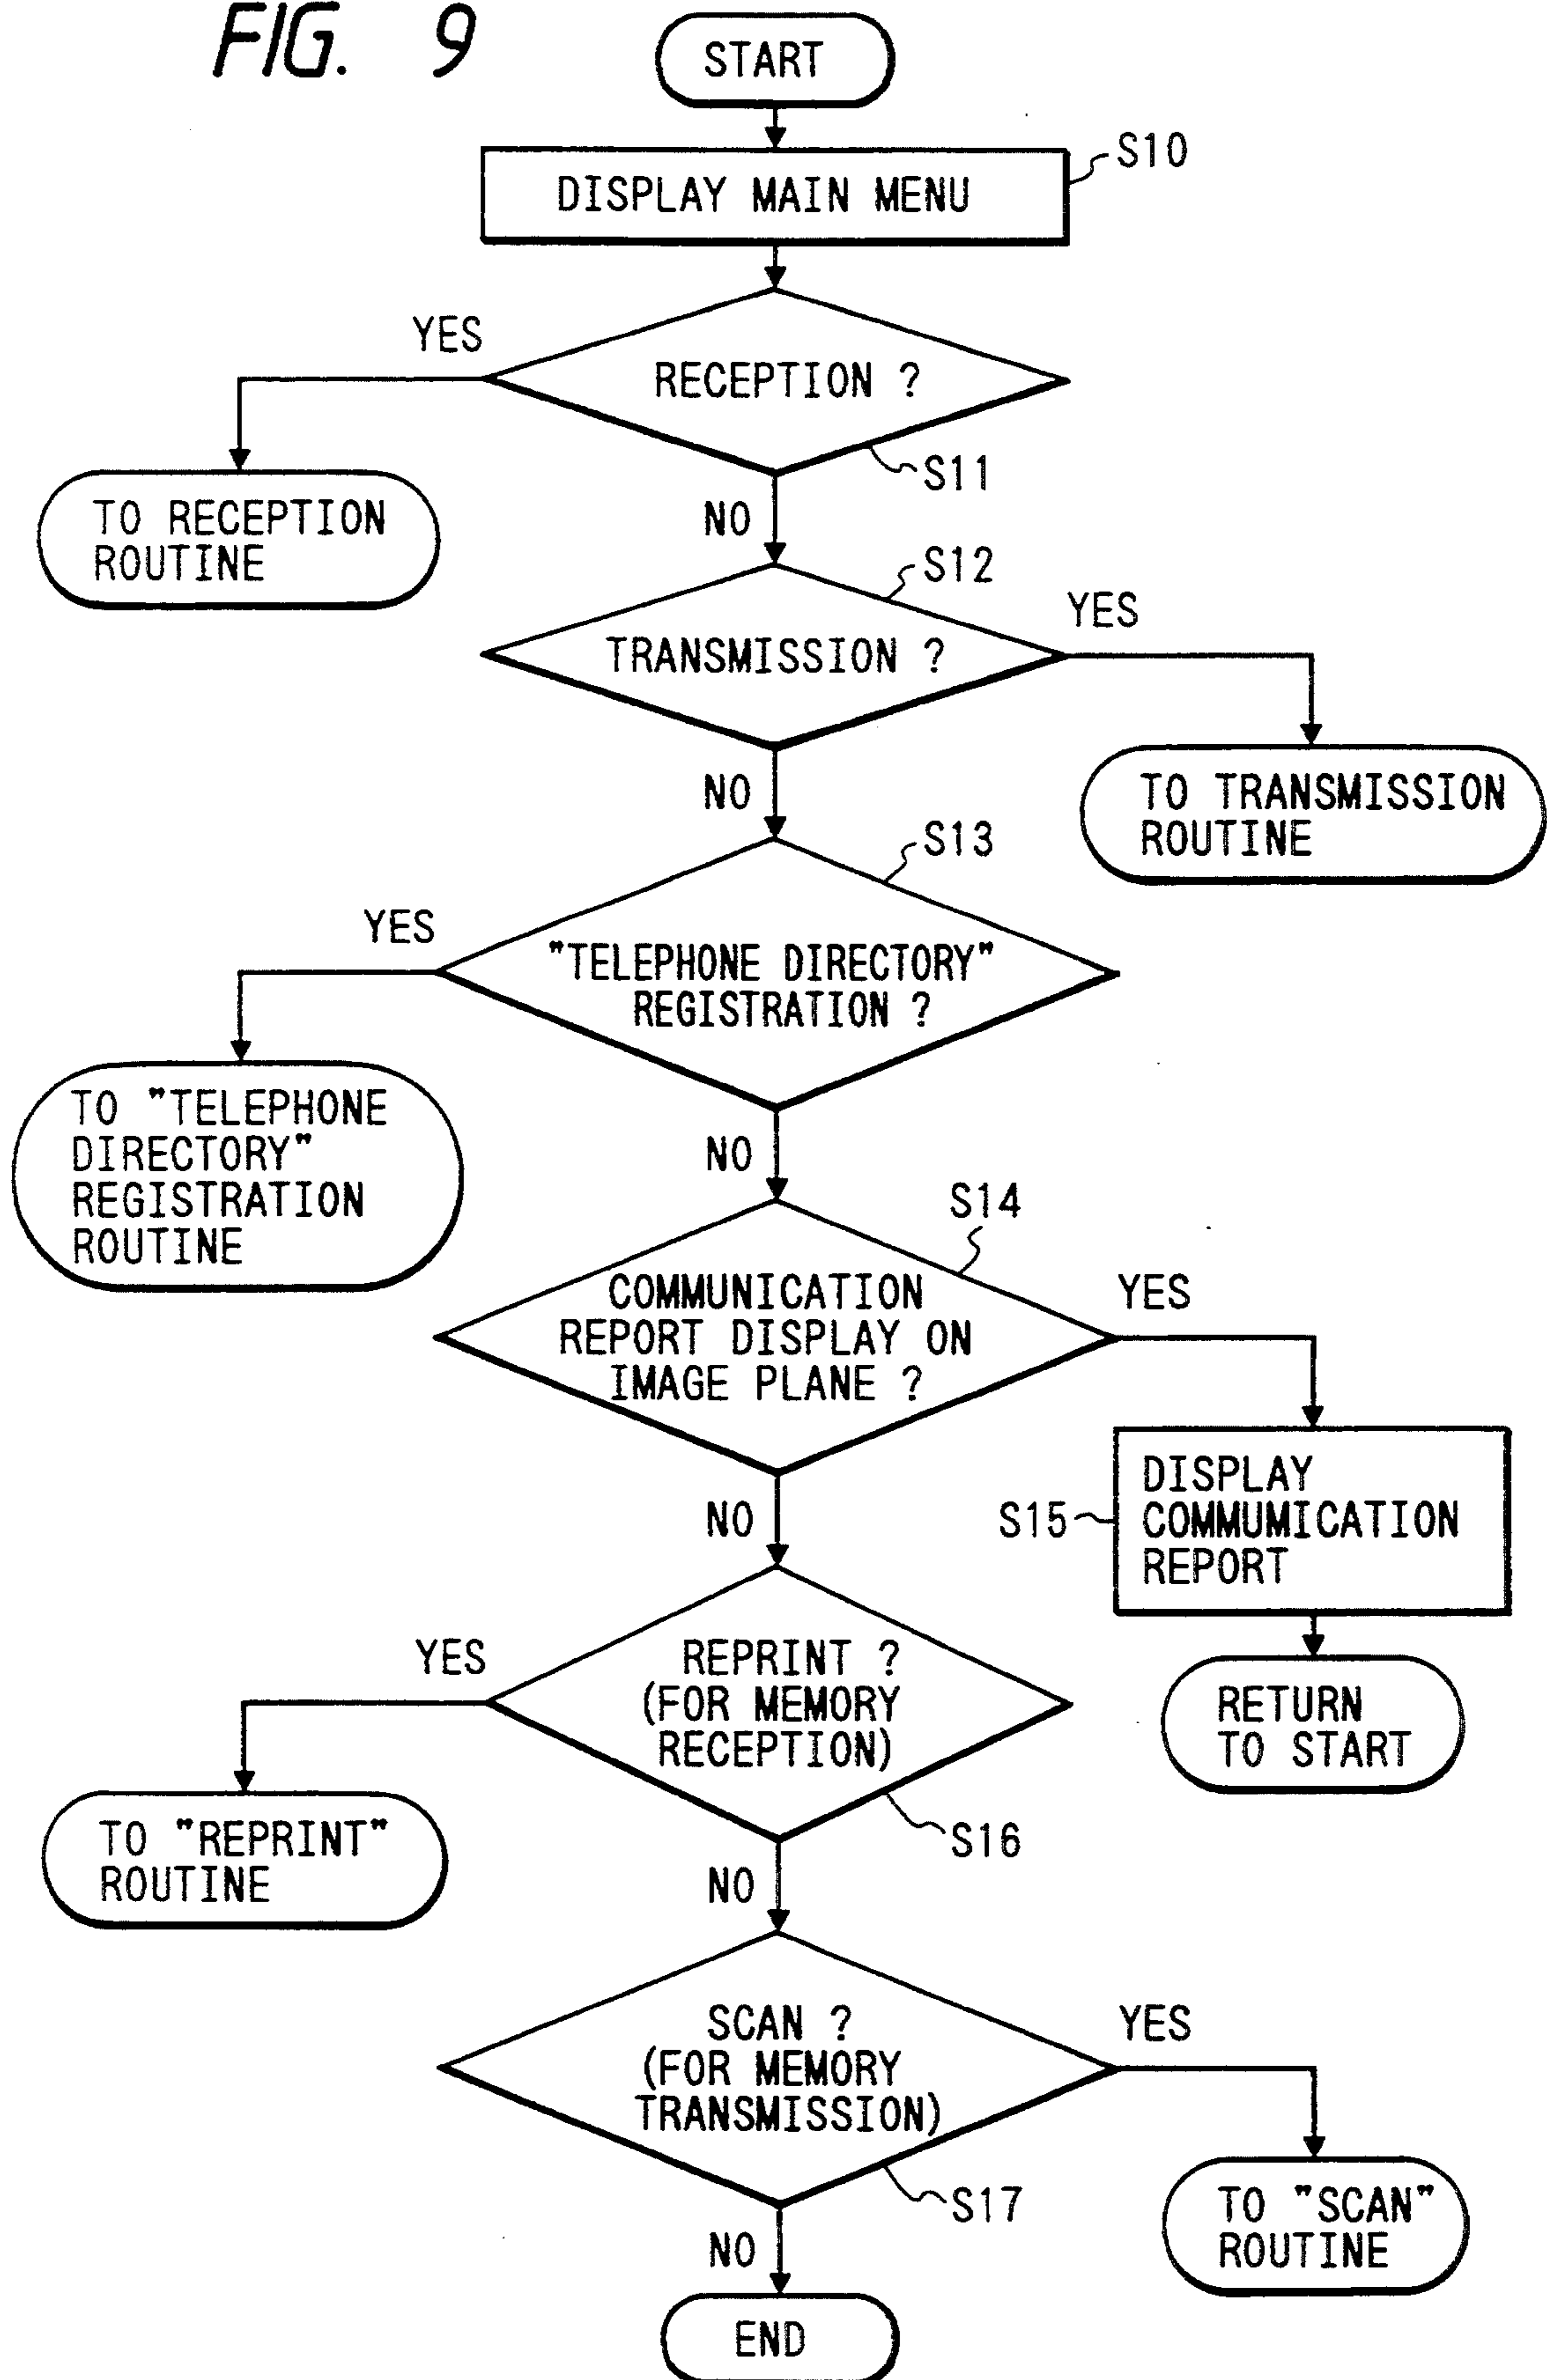 FIG. 9
START
S10
DISPLAY MAIN MENU
YES
RECEPTION ?
S11
TO RECEPTION
ROUTINE
NO
S12
YES
TRANSMISSION ?
TO TRANSMISSION
ROUTINE
NO
S13
YES
"TELEPHONE DIRECTORY"
REGISTRATION ?
TO "TELEPHONE
DIRECTORY"
REGISTRATION
ROUTINE
NO
S14
YES
COMMUNICATION
REPORT DISPLAY ON
IMAGE PLANE ?
S15
DISPLAY
COMMUMICATION
REPORT
NO
RETURN
TO START
YES
REPRINT ?
(FOR MEMORY
RECEPTION)
S16
TO "REPRINT"
ROUTINE
NO
SCAN ?
(FOR MEMORY
TRANSMISSION)
YES
S17
TO "SCAN"
ROUTINE
NO
END